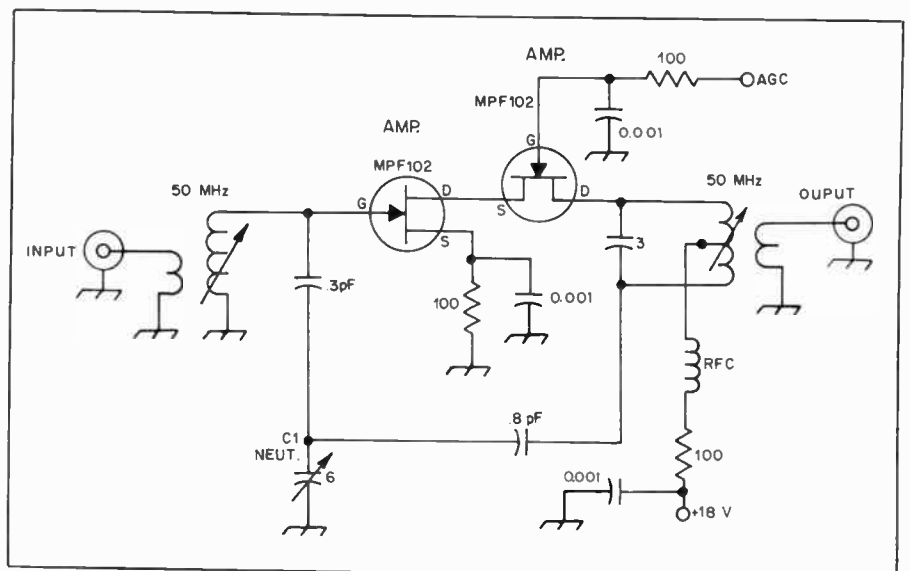 AMP.
100
AGC
MPF102
0.001
AMP.
G
MPF102
50 MHz
D
S
D
50 MHz
OUPUT
G
S
INPUT
3
.3pF
100
0.001
RFC
.8 pF
C1
NEUT.
6
100
0.001
+18 V